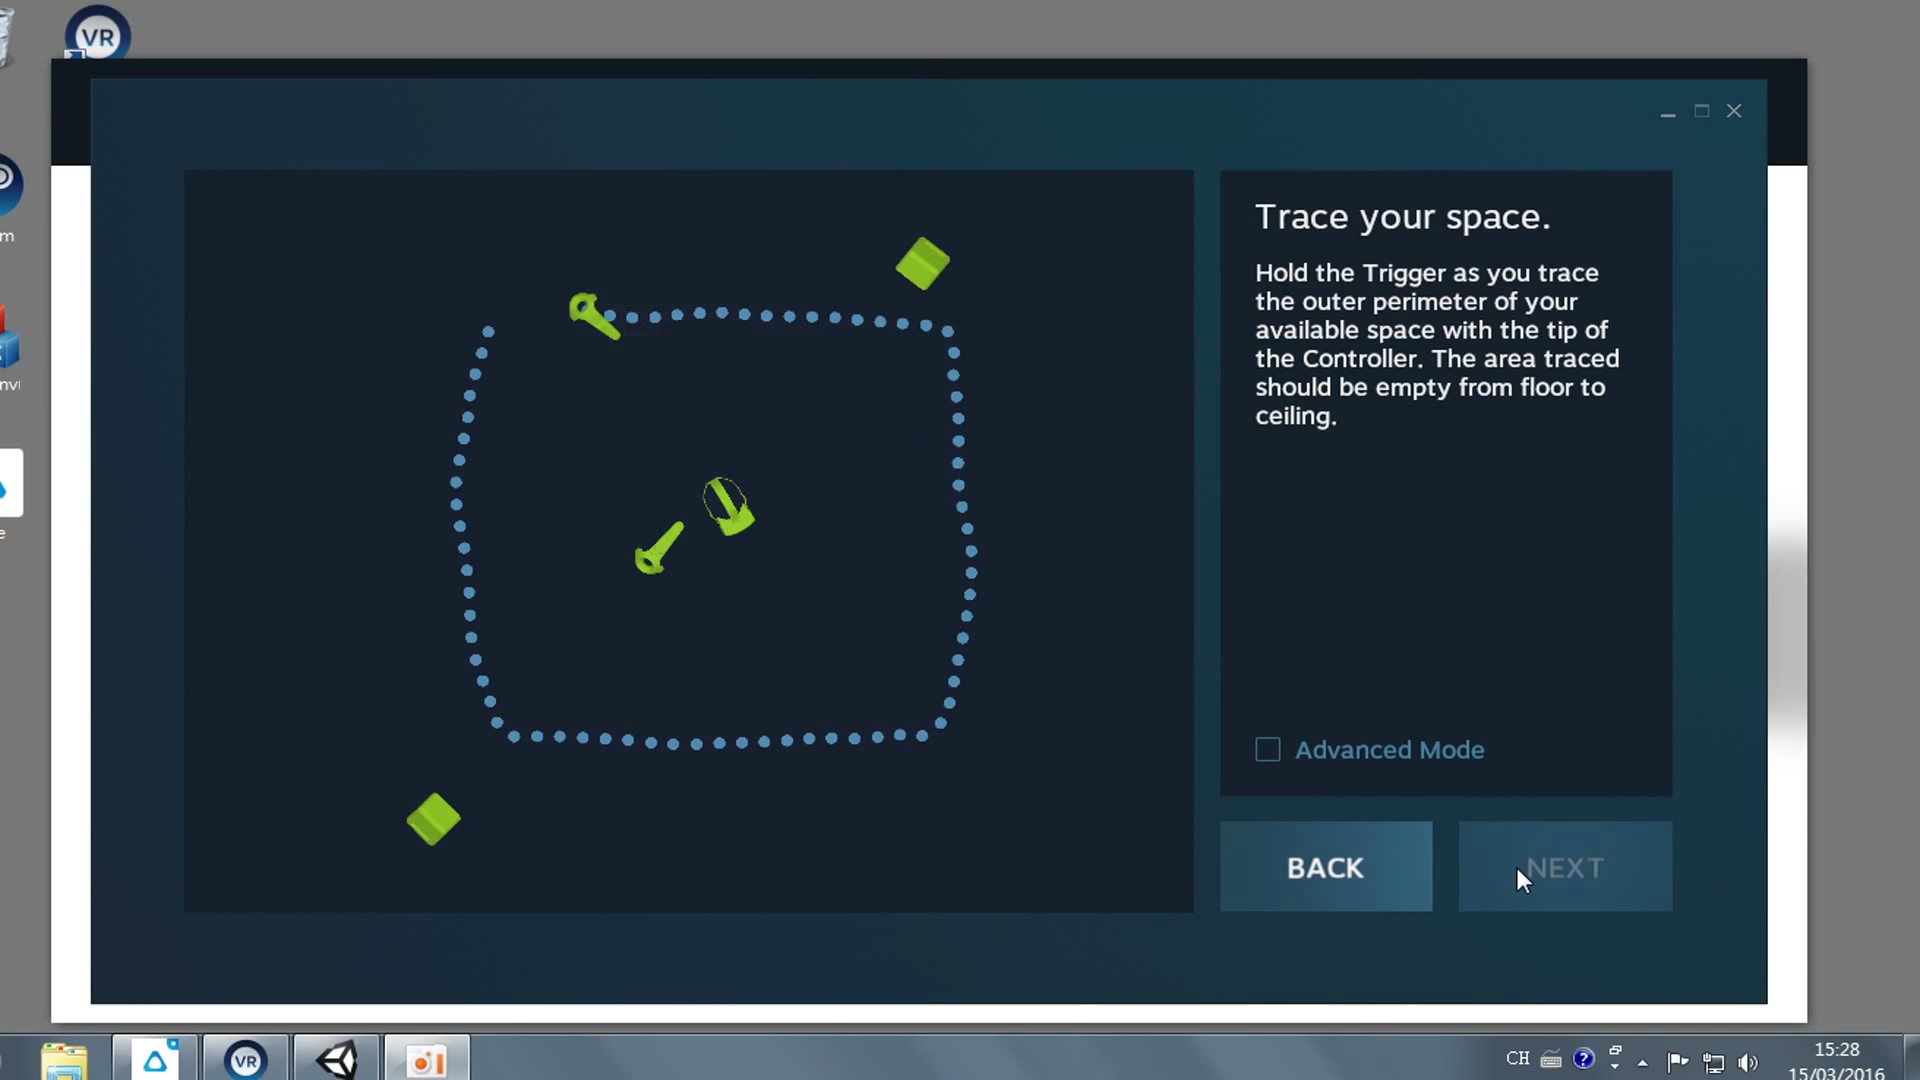 VR
m
nvi
e
Trace your space.
Hold the Trigger as you trace
the outer perimeter of your
available space with the tip of
the Controller. The area traced
should be empty from floor to
ceiling.
Advanced Mode
BACK
NEXT
VR
CH
?
15:28
15/03/2016